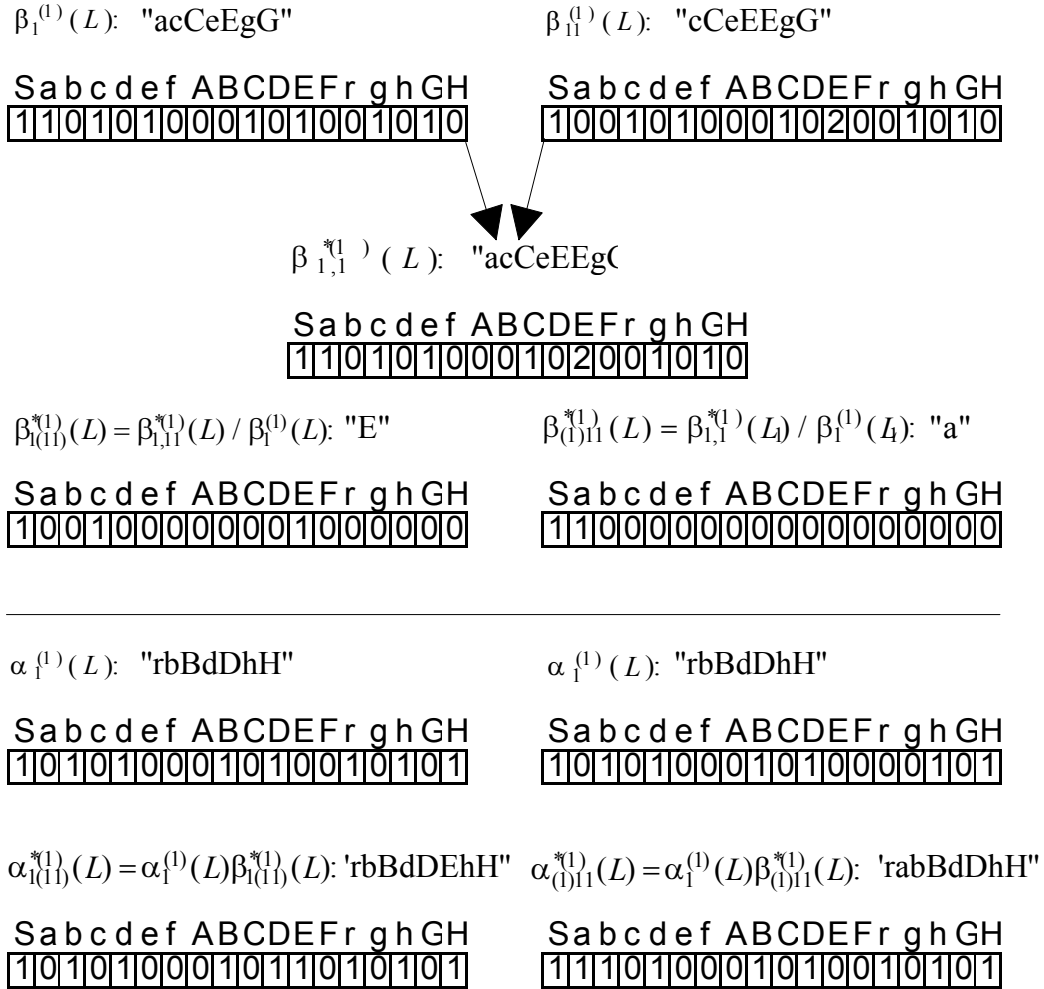 β₁⁽¹⁾(L): "acCeEgG" β₁₁⁽¹⁾(L): "cCeEEgG"
S a b c d e f A B C D E F r g h G H S a b c d e f A B C D E F r g h G H
1 1 0 1 0 1 0 0 0 1 0 1 0 0 1 0 1 0 1 0 0 1 0 1 0 0 0 1 0 2 0 0 1 0 1 0
β₁,₁*⁽¹⁾(L): "acCeEEg
S a b c d e f A B C D E F r g h G H
1 1 0 1 0 1 0 0 0 1 0 2 0 0 1 0 1 0
β₁₍₁₁₎*⁽¹⁾(L) = β₁,₁₁*⁽¹⁾(L) / β₁⁽¹⁾(L): "E" β₍₁₎₁₁*⁽¹⁾(L) = β₁,₁*⁽¹⁾(L) / β₁⁽¹⁾(L): "a"
S a b c d e f A B C D E F r g h G H S a b c d e f A B C D E F r g h G H
1 0 0 1 0 0 0 0 0 0 0 1 0 0 0 0 0 0 1 1 0 0 0 0 0 0 0 0 0 0 0 0 0 0 0 0
α₁⁽¹⁾(L): "rbBdDhH" α₁⁽¹⁾(L): "rbBdDhH"
S a b c d e f A B C D E F r g h G H S a b c d e f A B C D E F r g h G H
1 0 1 0 1 0 0 0 1 0 1 0 0 1 0 1 0 1 1 0 1 0 1 0 0 0 1 0 1 0 0 0 0 1 0 1
α₁₍₁₁₎*⁽¹⁾(L) = α₁⁽¹⁾(L)β₁₍₁₁₎*⁽¹⁾(L): 'rbBdDEhH" α₍₁₎₁₁*⁽¹⁾(L) = α₁⁽¹⁾(L)β₍₁₎₁₁*⁽¹⁾(L): 'rabBdDhH"
S a b c d e f A B C D E F r g h G H S a b c d e f A B C D E F r g h G H
1 0 1 0 1 0 0 0 1 0 1 1 0 1 0 1 0 1 1 1 1 0 1 0 0 0 1 0 1 0 0 1 0 1 0 1